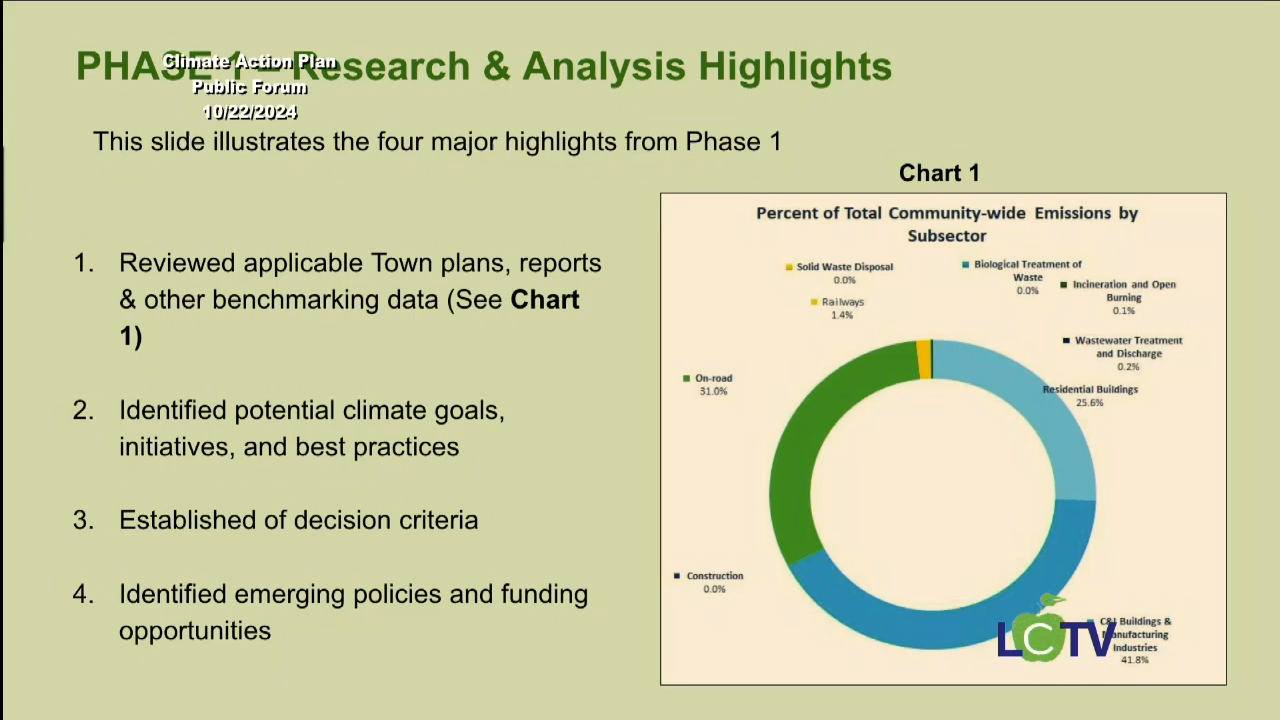 PHASE 1 – Research & Analysis Highlights
Climate Action Plan
Public Forum
10/22/2024
This slide illustrates the four major highlights from Phase 1
1. Reviewed applicable Town plans, reports
& other benchmarking data (See Chart
1)
2. Identified potential climate goals,
initiatives, and best practices
3. Established of decision criteria
4. Identified emerging policies and funding
opportunities
Chart 1
Percent of Total Community-wide Emissions by
Subsector
Solid Waste Disposal
0.0%
Railways
1.4%
Biological Treatment of
Waste
0.0%
Incineration and Open
Burning
0.1%
Wastewater Treatment
and Discharge
0.2%
On-road
31.0%
Residential Buildings
25.6%
Construction
0.0%
C&I Buildings &
Manufacturing
Industries
41.8%
LCTV